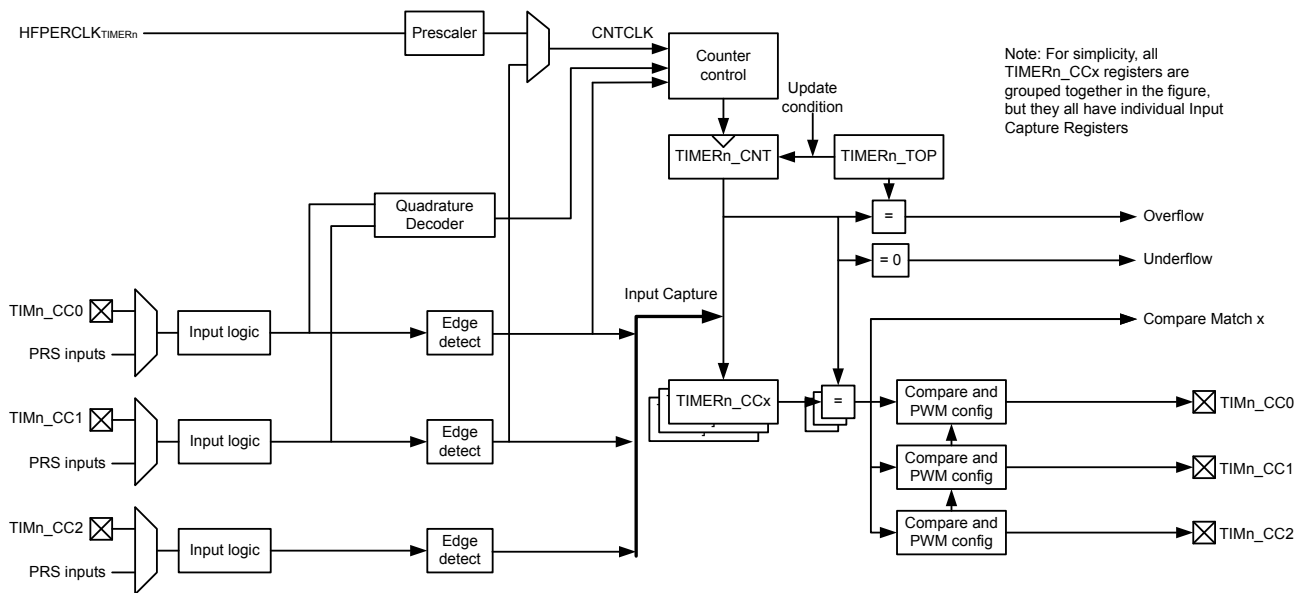 HFPERCLKTIMERn
Prescaler
CNTCLK
Counter
control
Note: For simplicity, all
TIMERn_CCx registers are
grouped together in the figure,
but they all have individual Input
Capture Registers
Update
condition
TIMERn_CNT
TIMERn_TOP
Quadrature
Decoder
=
Overflow
= 0
Underflow
Input Capture
TIMn_CC0
PRS inputs
Input logic
Edge
detect
Compare Match x
TIMn_CC1
PRS inputs
Input logic
Edge
detect
TIMERn_CCx
=
Compare and
PWM config
TIMn_CC0
Compare and
PWM config
TIMn_CC1
TIMn_CC2
PRS inputs
Input logic
Edge
detect
Compare and
PWM config
TIMn_CC2